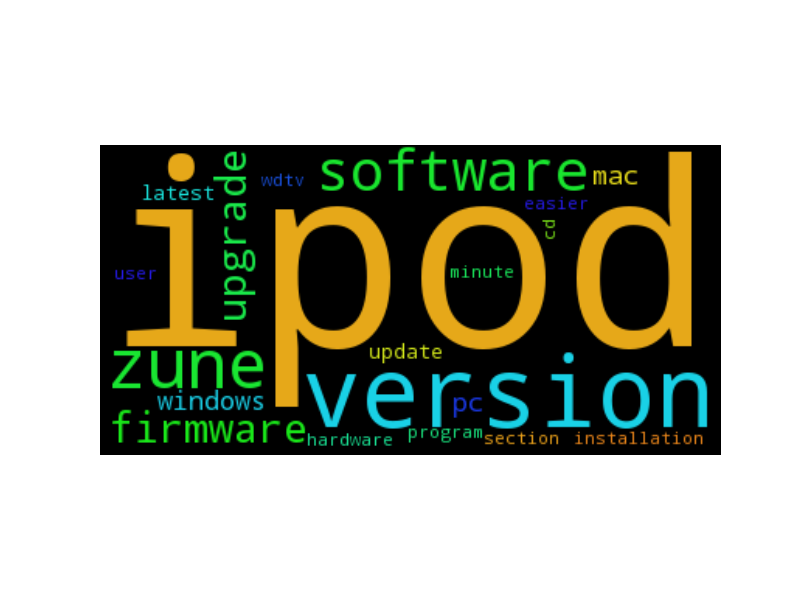 ipod
software
mac
latest
upgrade
wdtv
easier
cd
user
minute
update
zune
version
windows
pc
firmware
hardware
program
section
installation